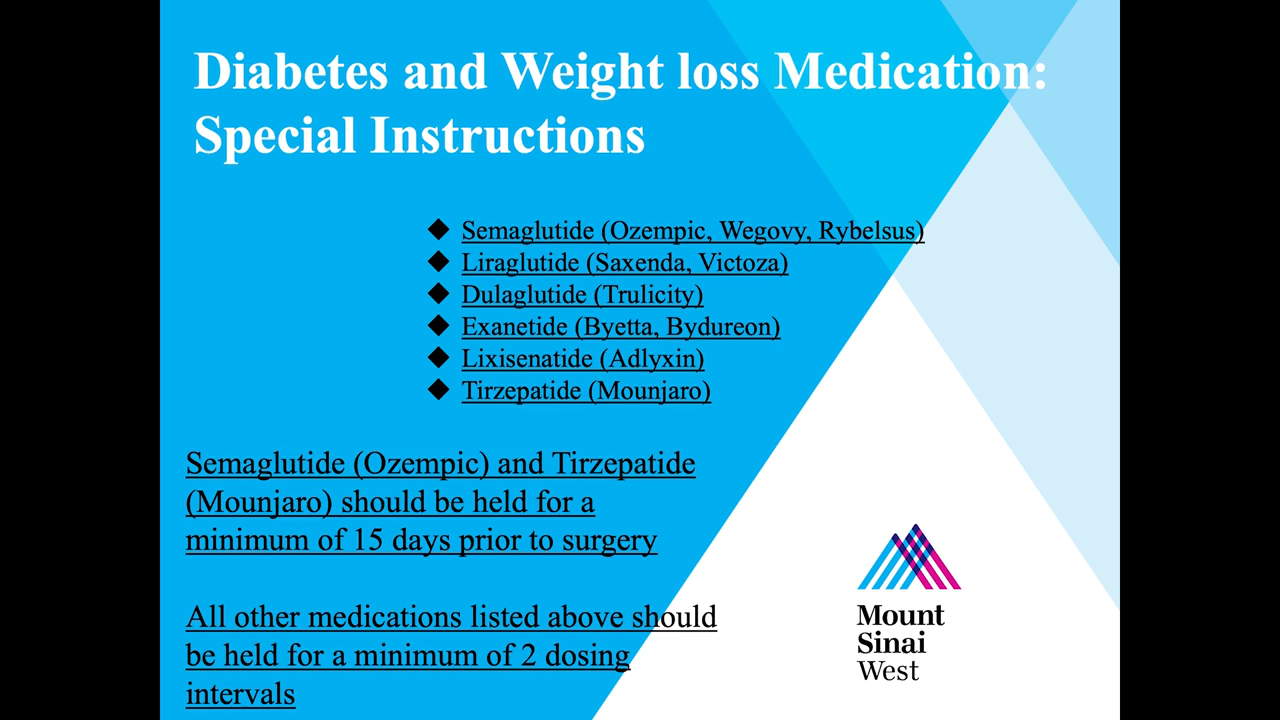 Diabetes and Weight loss Medication:
Special Instructions
◆ Semaglutide (Ozempic, Wegovy, Rybelsus)
◆ Liraglutide (Saxenda, Victoza)
◆ Dulaglutide (Trulicity)
◆ Exanetide (Byetta, Bydureon)
◆ Lixisenatide (Adlyxin)
◆ Tirzepatide (Mounjaro)
Semaglutide (Ozempic) and Tirzepatide
(Mounjaro) should be held for a
minimum of 15 days prior to surgery
All other medications listed above should
be held for a minimum of 2 dosing
intervals
Mount
Sinai
West